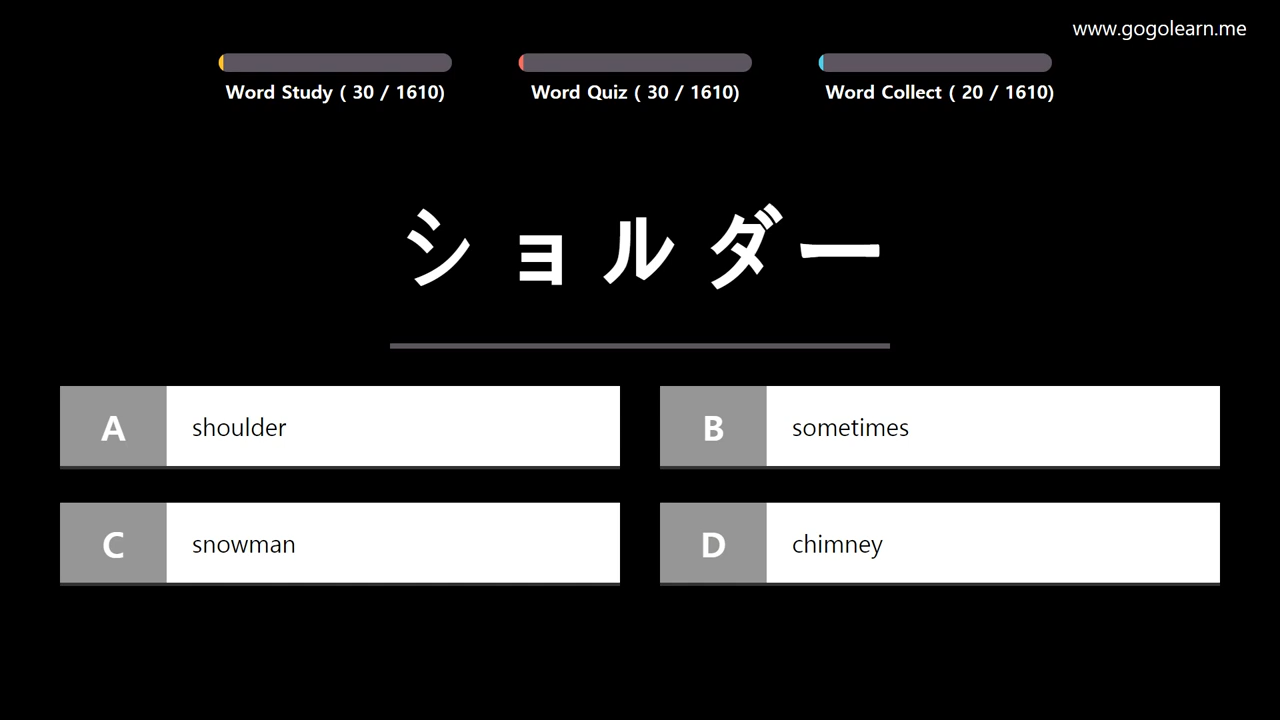 www.gogolearn.me
Word Study ( 30 / 1610)
Word Quiz ( 30 / 1610)
Word Collect ( 20 / 1610)
ショルダー
A shoulder
B sometimes
C snowman
D chimney